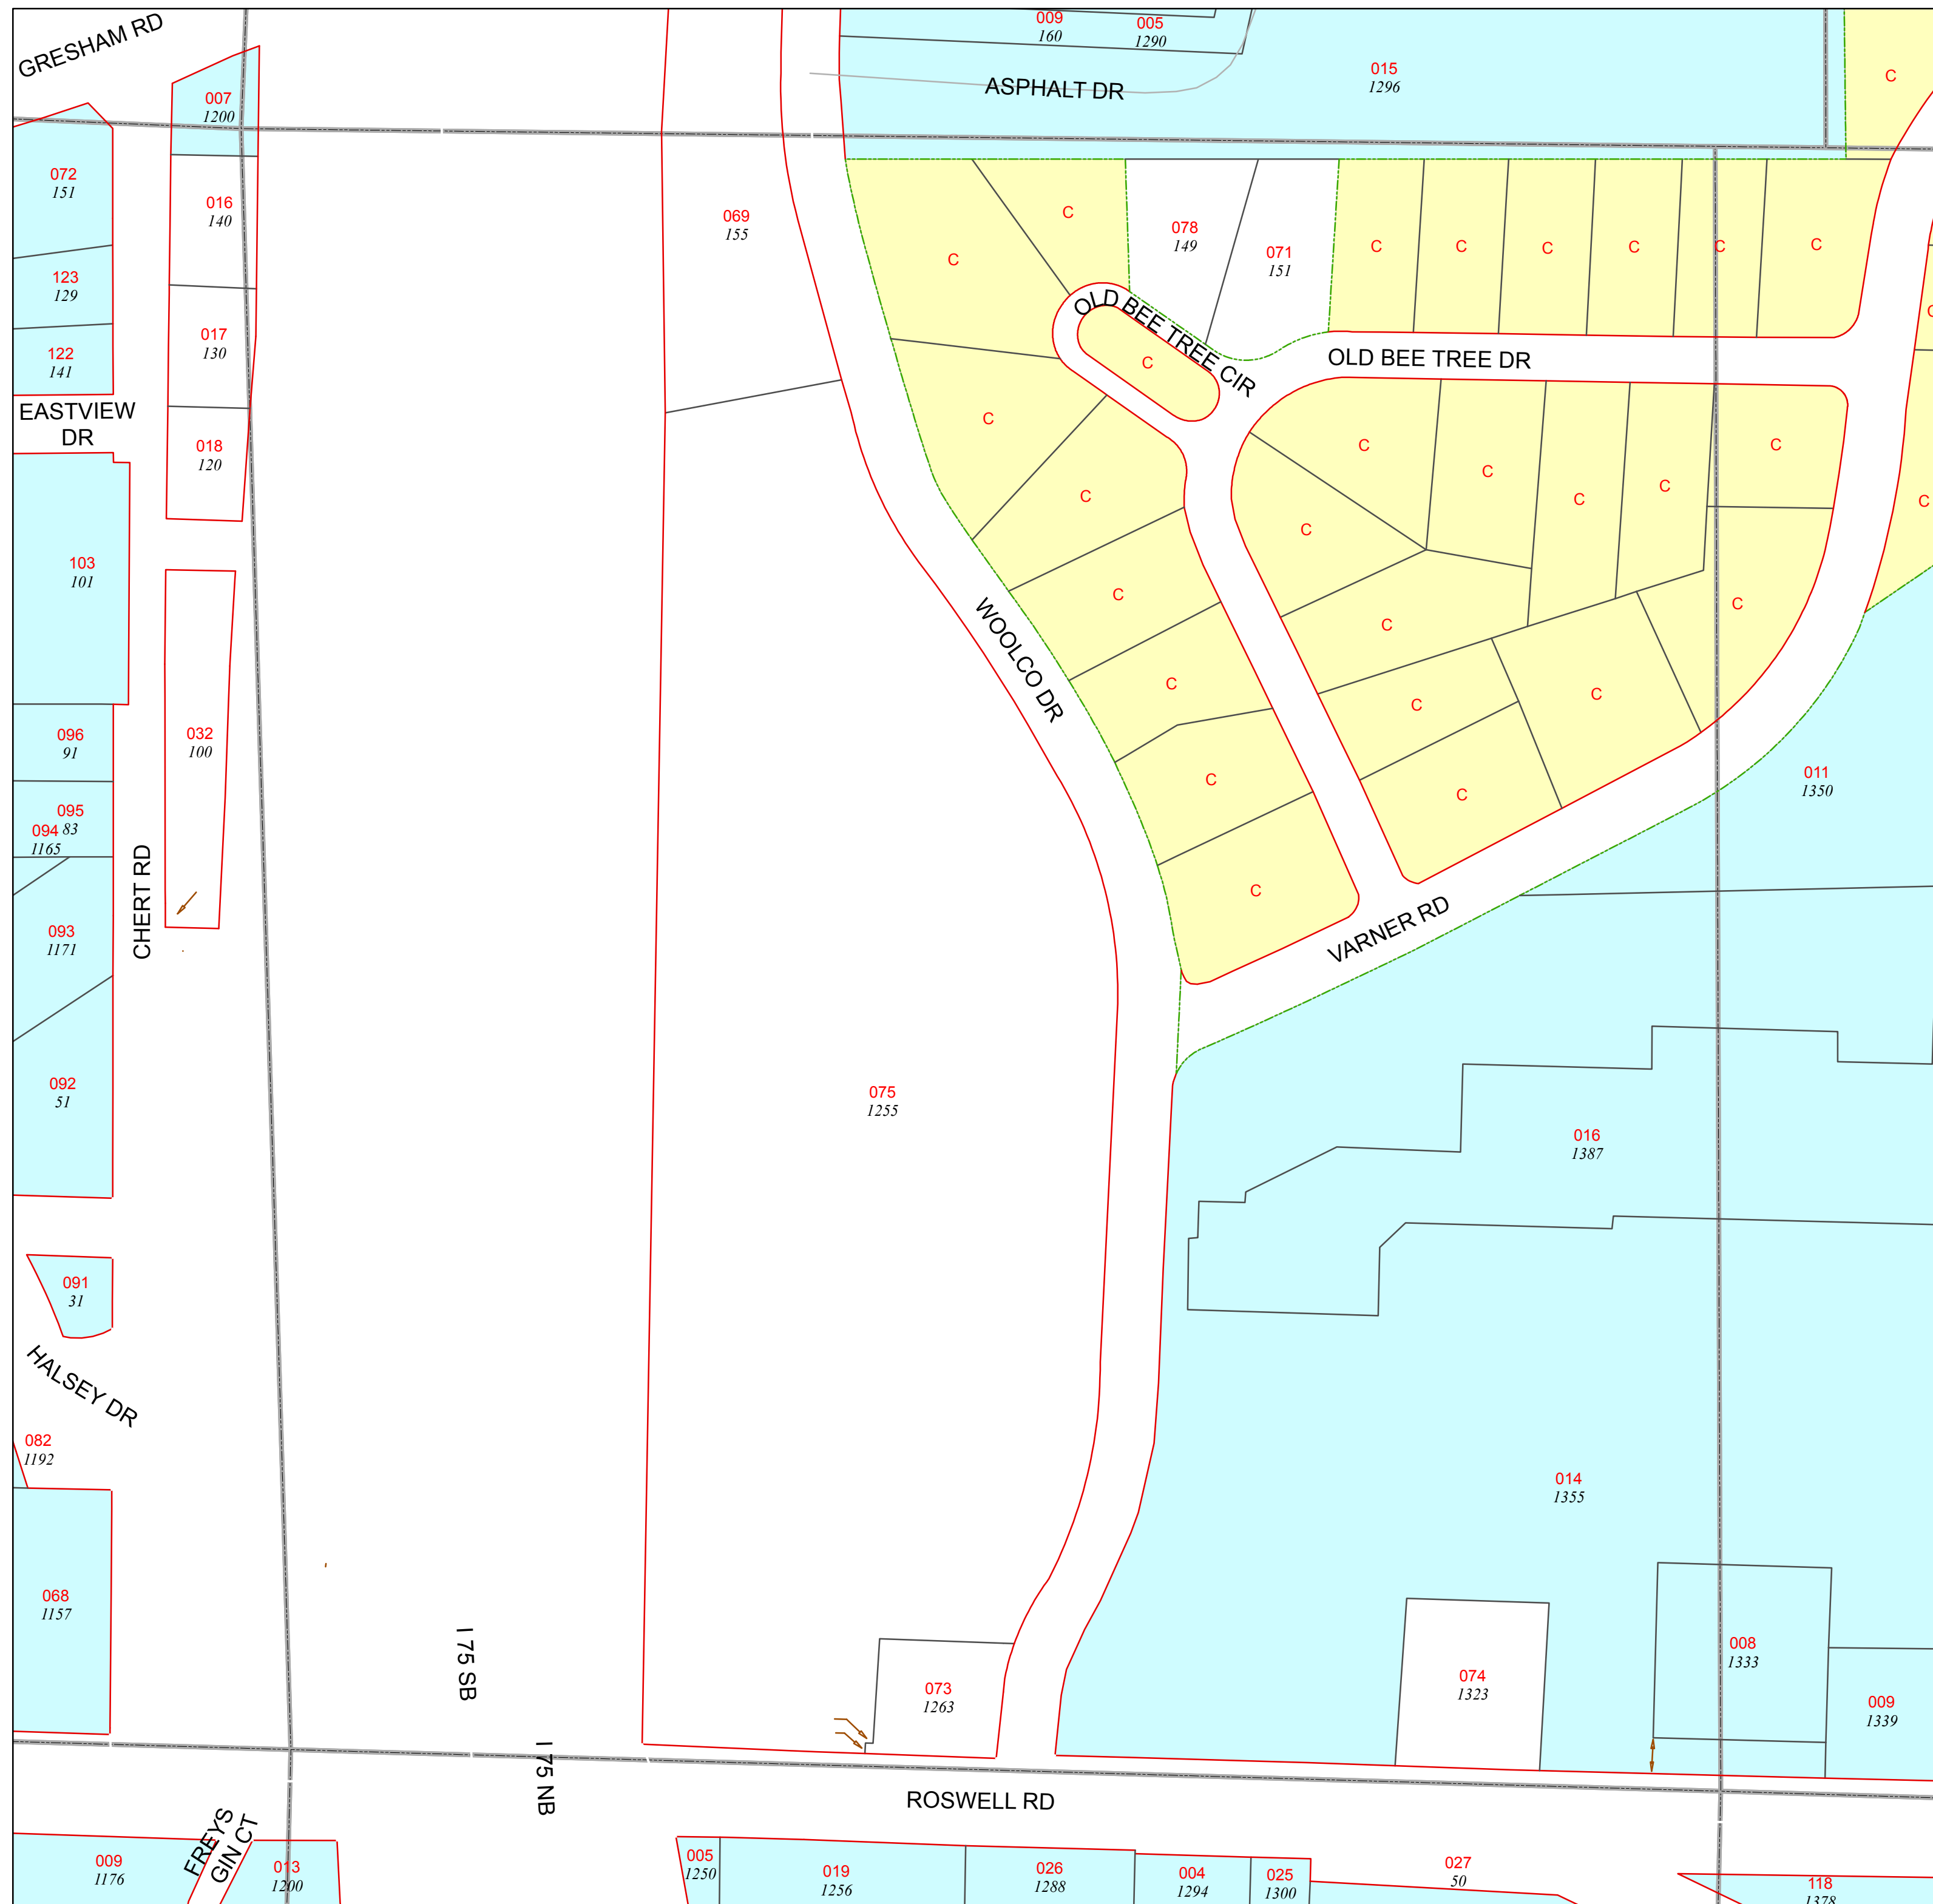 GRESHAM RD
009
160
005
1290
ASPHALT DR
015
1296
C
007
1200
072
151
016
140
069
155
C
C
078
149
071
151
C
C
C
C
C
C
123
129
017
130
OLD BEE TREE CIR
C
C
122
141
OLD BEE TREE DR
EASTVIEW
DR
018
120
C
C
C
C
C
C
C
C
C
103
101
C
C
C
C
WOOLCO DR
C
C
C
096
91
032
100
C
C
011
1350
095
83
094
1165
CHERT RD
C
VARNER RD
093
1171
092
51
075
1255
016
1387
091
31
HALSEY DR
082
1192
014
1355
068
1157
I 75 SB
073
1263
074
1323
008
1333
009
1339
I 75 NB
ROSWELL RD
FREYS
GIN CT
009
1176
013
1200
005
1250
019
1256
026
1288
004
1294
025
1300
027
50
118
1378